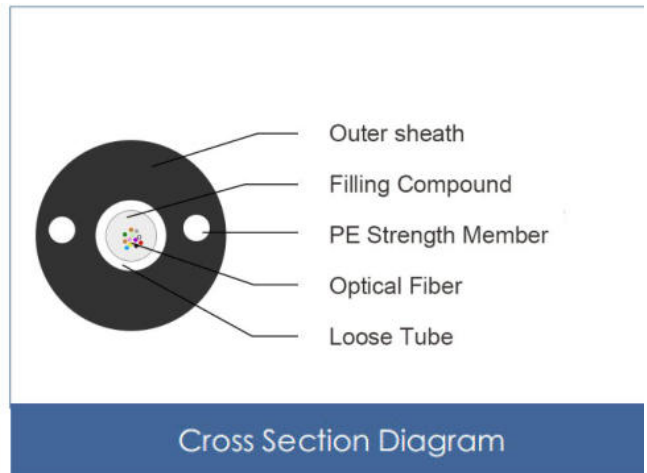 Outer sheath
Filling Compound
PE Strength Member
Optical Fiber
Loose Tube
Cross Section Diagram